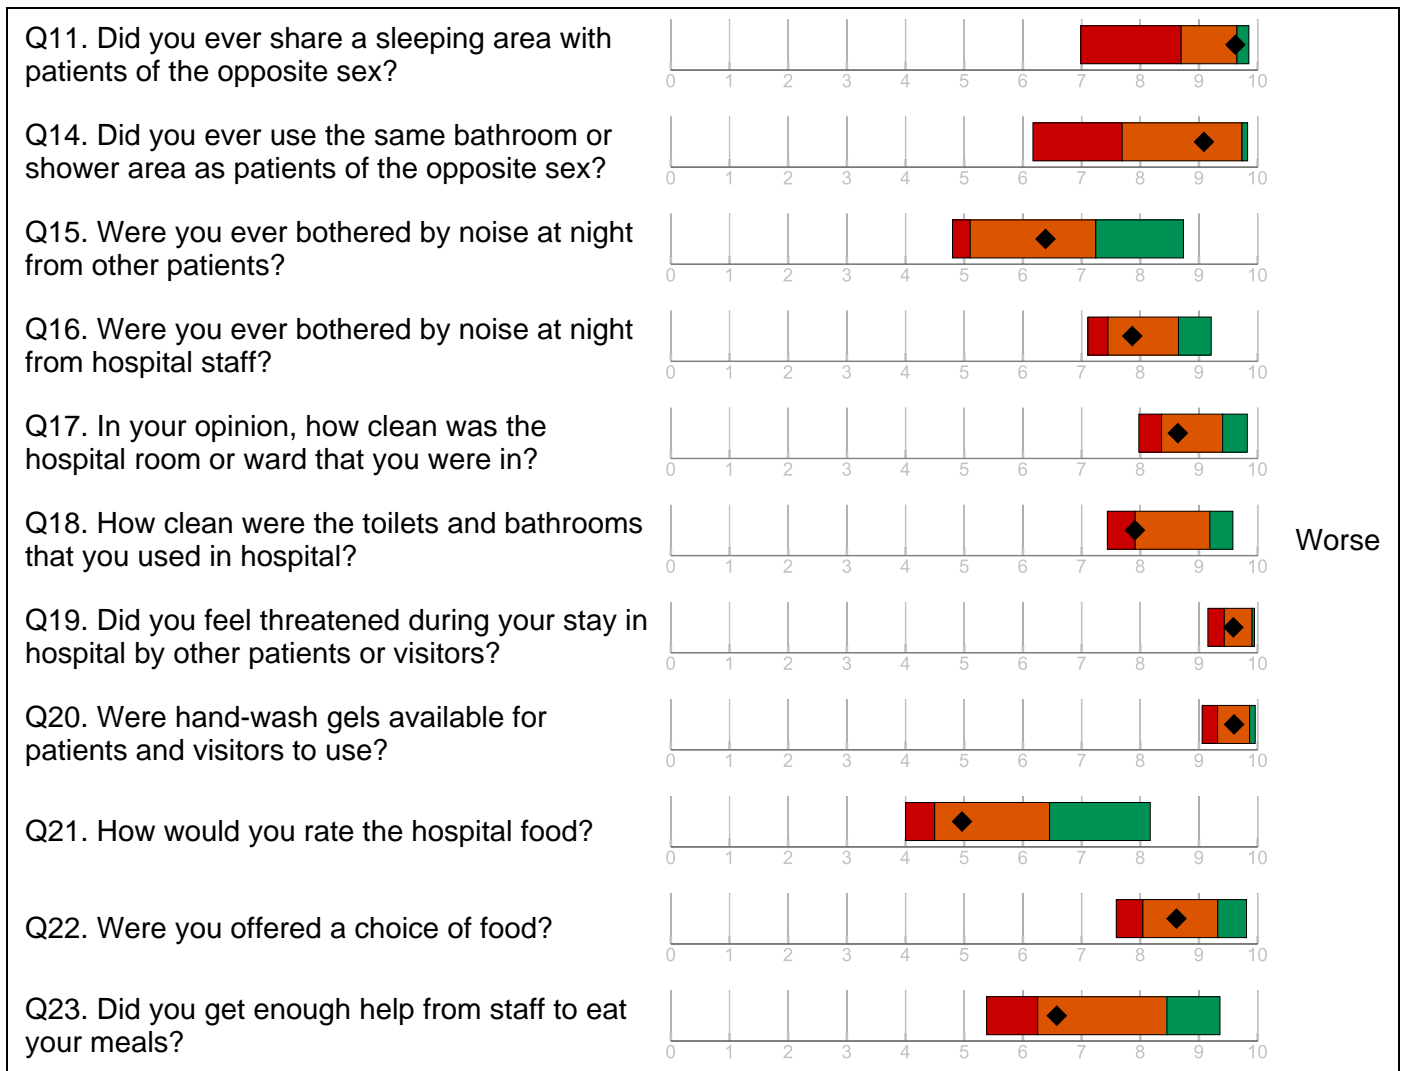 Q11. Did you ever share a sleeping area with
patients of the opposite sex?
0 1 2 3 4 5 6 7 8 9 10
Q14. Did you ever use the same bathroom or
shower area as patients of the opposite sex?
0 1 2 3 4 5 6 7 8 9 10
Q15. Were you ever bothered by noise at night
from other patients?
0 1 2 3 4 5 6 7 8 9 10
Q16. Were you ever bothered by noise at night
from hospital staff?
0 1 2 3 4 5 6 7 8 9 10
Q17. In your opinion, how clean was the
hospital room or ward that you were in?
0 1 2 3 4 5 6 7 8 9 10
Q18. How clean were the toilets and bathrooms
that you used in hospital?
Worse
0 1 2 3 4 5 6 7 8 9 10
Q19. Did you feel threatened during your stay in
hospital by other patients or visitors?
0 1 2 3 4 5 6 7 8 9 10
Q20. Were hand-wash gels available for
patients and visitors to use?
0 1 2 3 4 5 6 7 8 9 10
Q21. How would you rate the hospital food?
0 1 2 3 4 5 6 7 8 9 10
Q22. Were you offered a choice of food?
0 1 2 3 4 5 6 7 8 9 10
Q23. Did you get enough help from staff to eat
your meals?
0 1 2 3 4 5 6 7 8 9 10